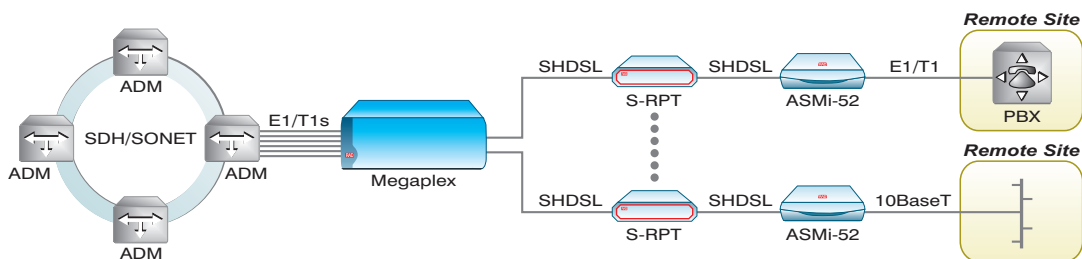 Remote Site
ADM
SHDSL
SHDSL
E1/T1
S-RPT
ASMi-52
PBX
SDH/SONET
E1/T1s
ADM
ADM
Megaplex
Remote Site
SHDSL
SHDSL
10BaseT
S-RPT
ASMi-52
ADM